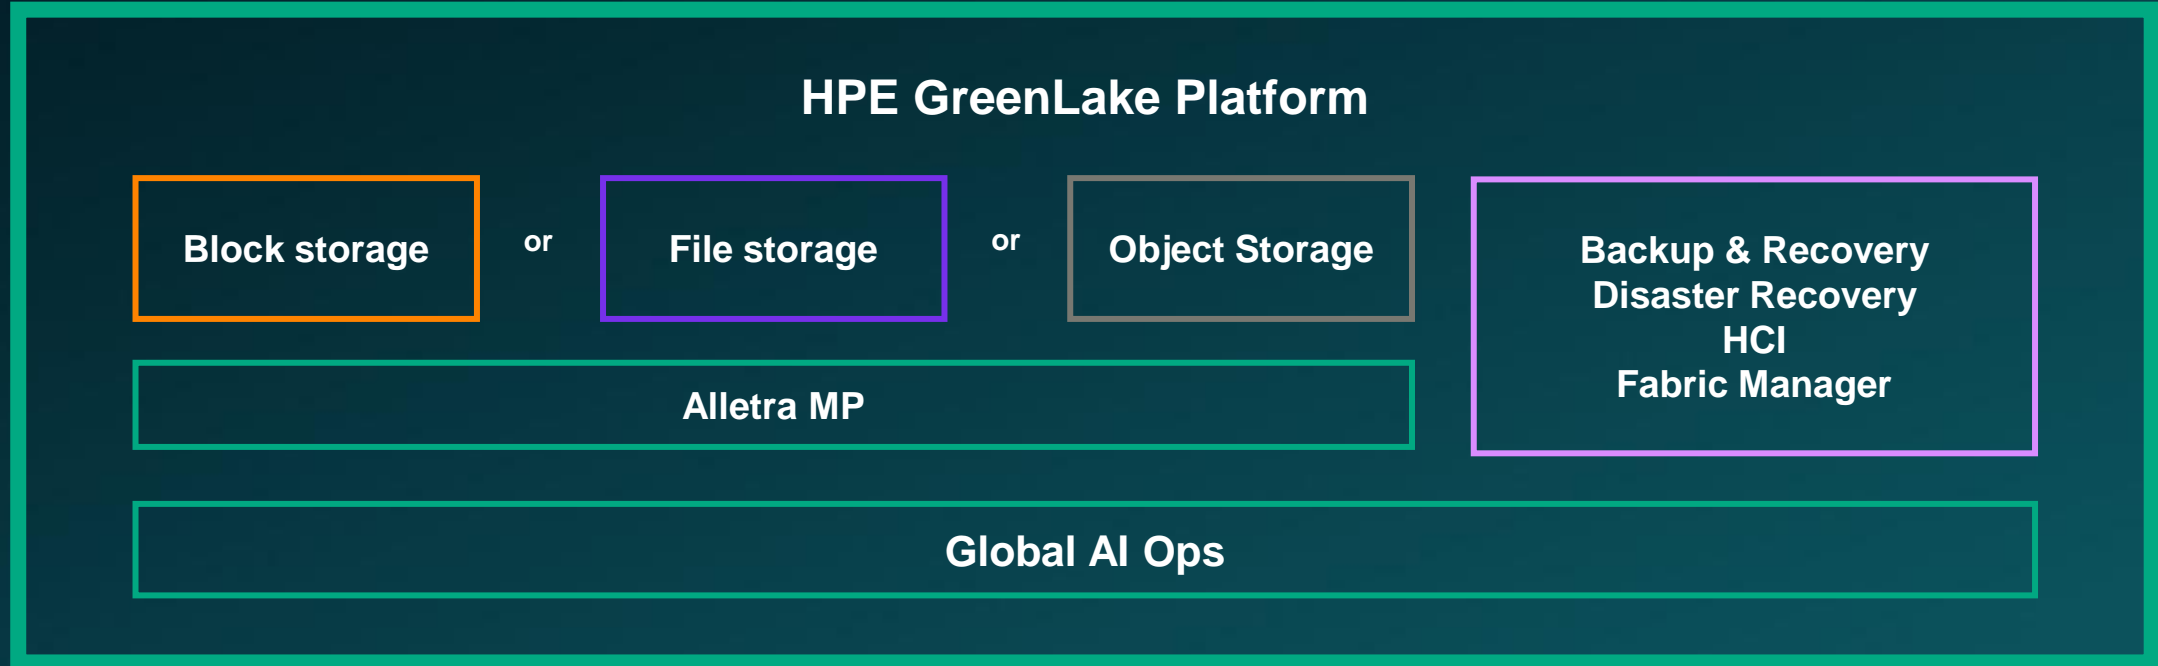 HPE GreenLake Platform
Block storage
or
File storage
or
Object Storage
Backup & Recovery
Disaster Recovery
HCI
Fabric Manager
Alletra MP
Global AI Ops